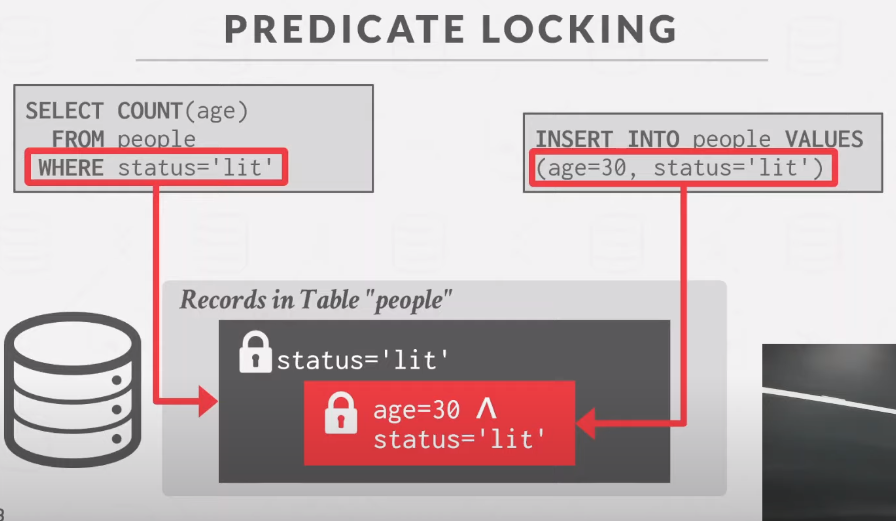 PREDICATE LOCKING
SELECT COUNT(age)
FROM people
WHERE status='lit'
INSERT INTO people VALUES
(age=30, status='lit')
Records in Table "people"
status='lit'
age=30 ∧
status='lit'